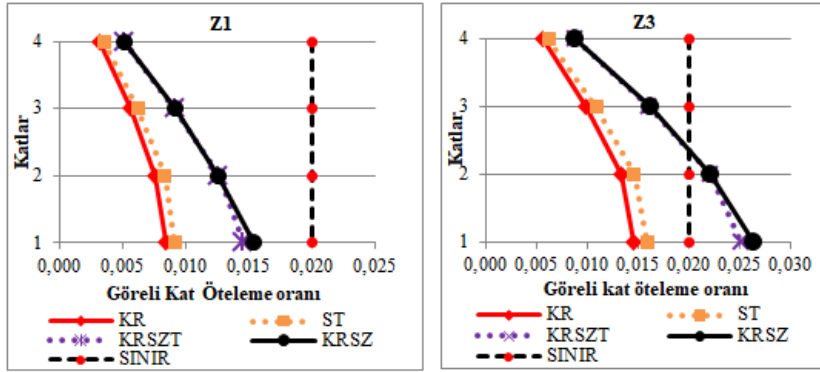 Z1
4
3
2
1
Katlar
0,000 0,005 0,010 0,015 0,020 0,025
Göreli Kat Öteleme oranı
KR ST
KRSZT KRSZ
SINIR
Z3
4
3
2
1
Katlar
0,000 0,005 0,010 0,015 0,020 0,025 0,030
Göreli kat öteleme oranı
KR ST
KRSZT KRSZ
SINIR